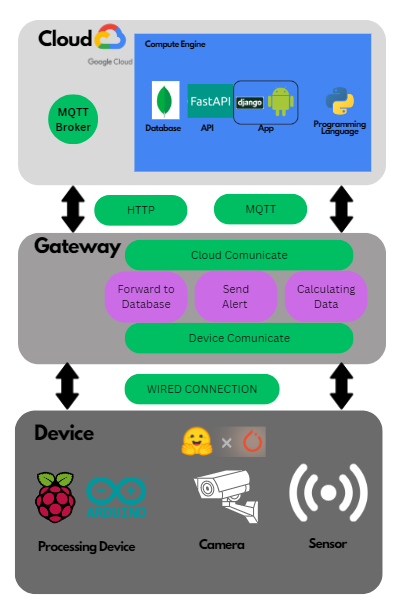 Cloud
Google Cloud
Compute Engine
MQTT
Broker
FastAPI
django
Database
API
App
Programming
Language
HTTP
MQTT
Gateway
Cloud Comunicate
Forward to
Database
Send
Alert
Calculating
Data
Device Comunicate
WIRED CONNECTION
Device
×
ARDUINO
Processing Device
Camera
Sensor